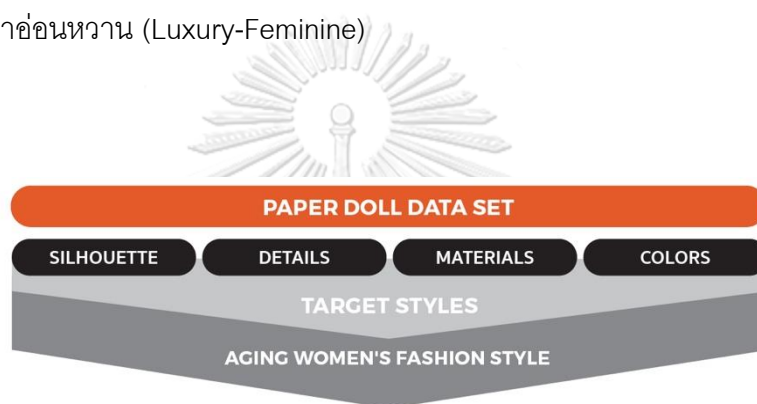 าอ่อนหวาน (Luxury-Feminine)
PAPER DOLL DATA SET
SILHOUETTE DETAILS MATERIALS COLORS
TARGET STYLES
AGING WOMEN'S FASHION STYLE